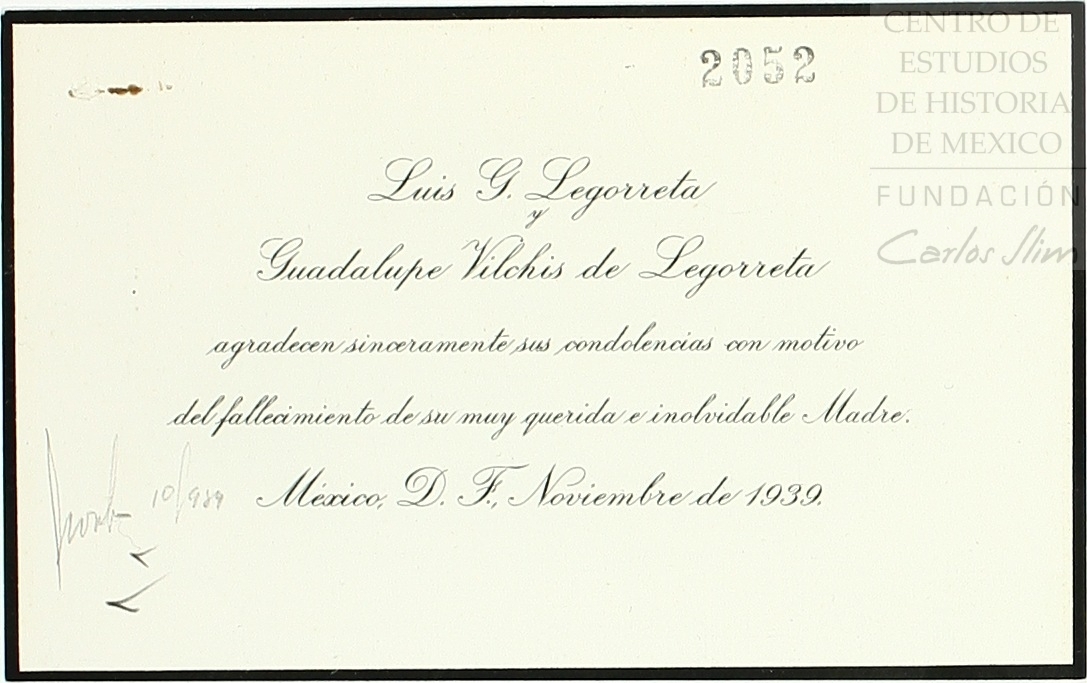 2052
CENTRO DE
ESTUDIOS
DE HISTORIA
DE MEXICO
FUNDACIÓN
Carlos Slim
Luis G. Legorreta
y
Guadalupe Vilchis de Legorreta
agradecen sinceramente sus condolencias con motivo
del fallecimiento de su muy querida e inolvidable Madre.
México, D. F., Noviembre de 1939.